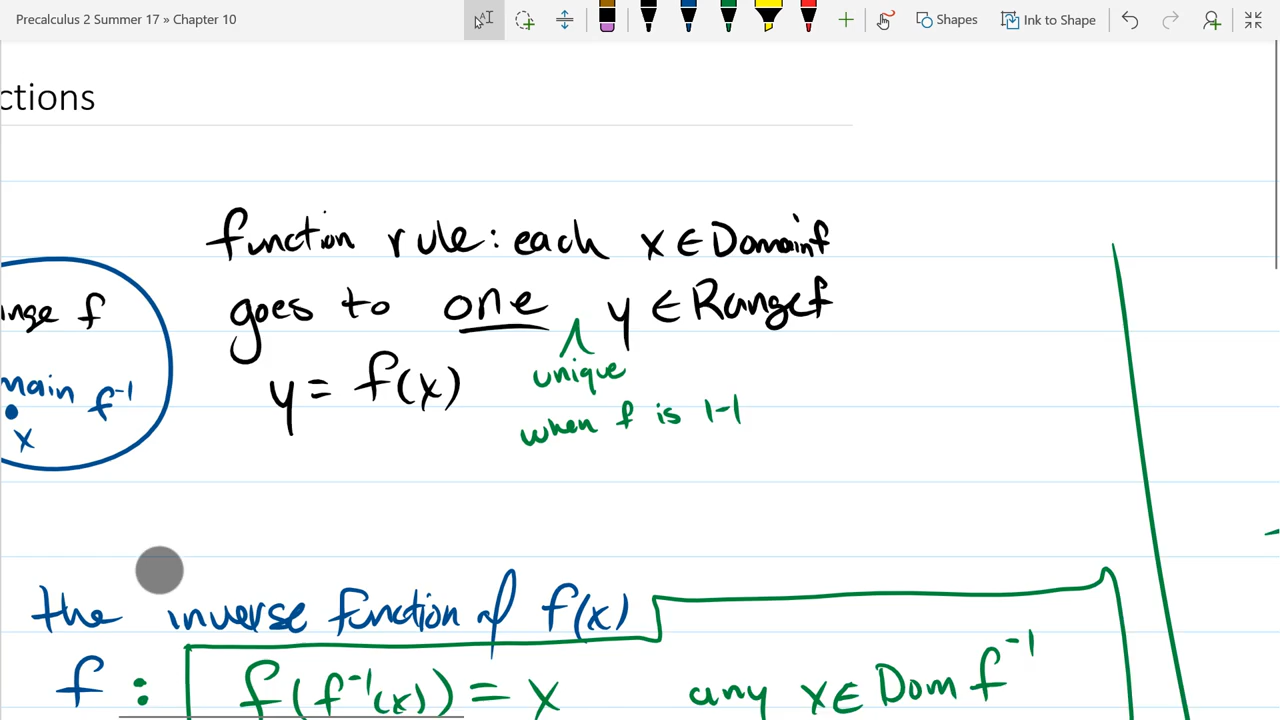 Precalculus 2 Summer 17 » Chapter 10
Shapes
Ink to Shape
ctions
function rule: each x ∈ Domain f
goes to one y ∈ Range f
unique
when f is 1-1
y = f(x)
nge f
main f⁻¹
x
the inverse function of f(x)
f : f(f⁻¹(x)) = x any x ∈ Dom f⁻¹